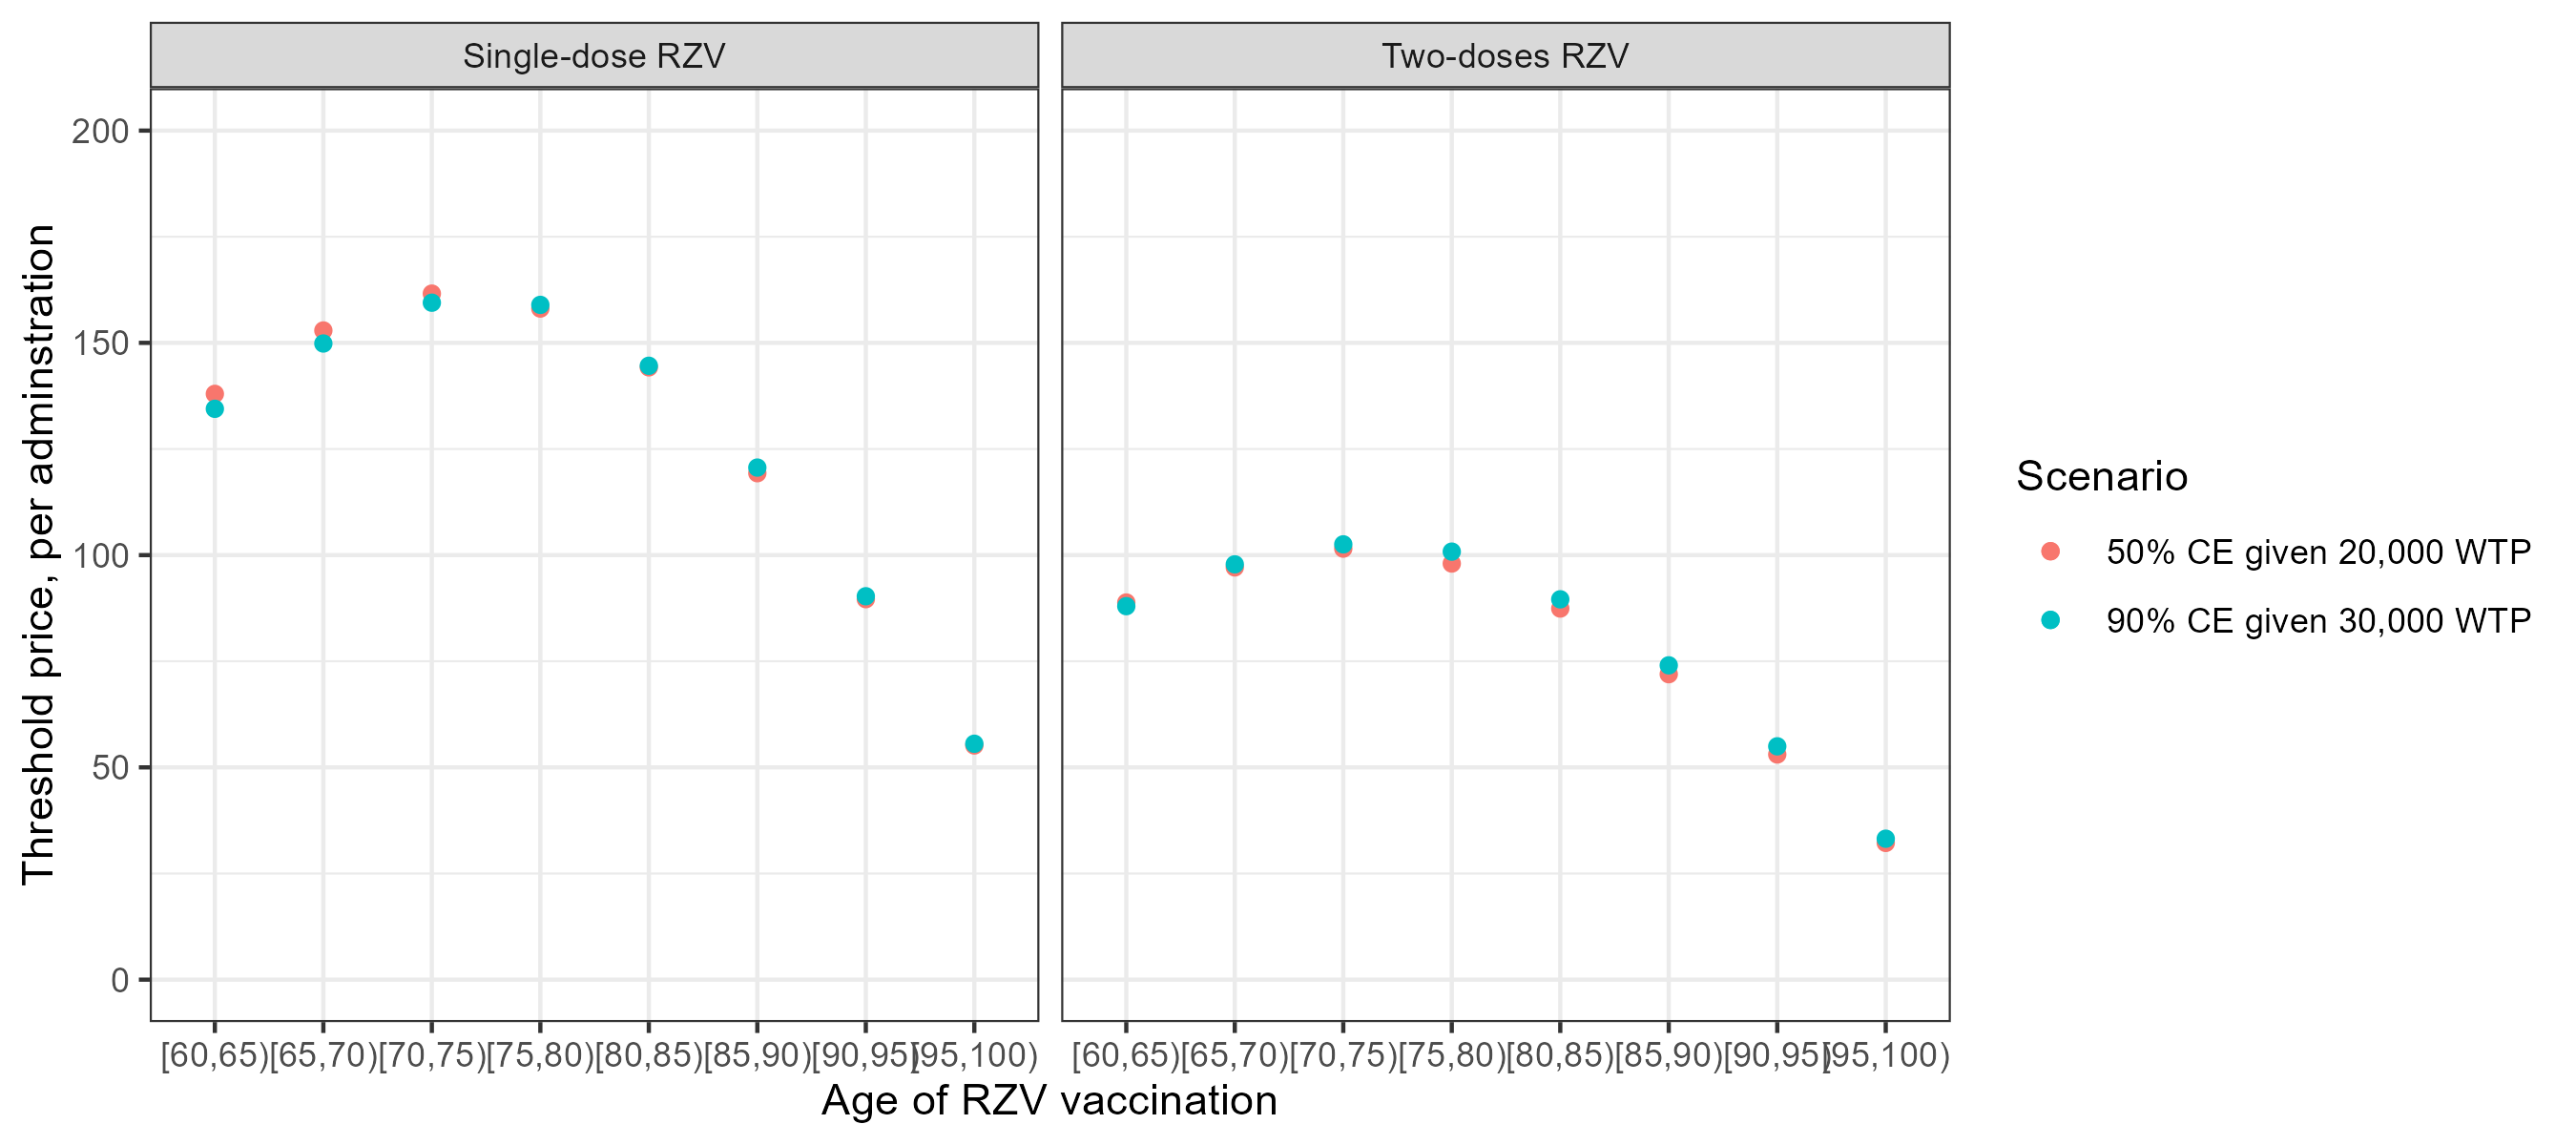 Single-dose RZV
Two-doses RZV
200
150
100
50
0
Threshold price, per adminstration
[60,65) [65,70) [70,75) [75,80) [80,85) [85,90) [90,95) [95,100)
[60,65) [65,70) [70,75) [75,80) [80,85) [85,90) [90,95) [95,100)
Age of RZV vaccination
Scenario
50% CE given 20,000 WTP
90% CE given 30,000 WTP